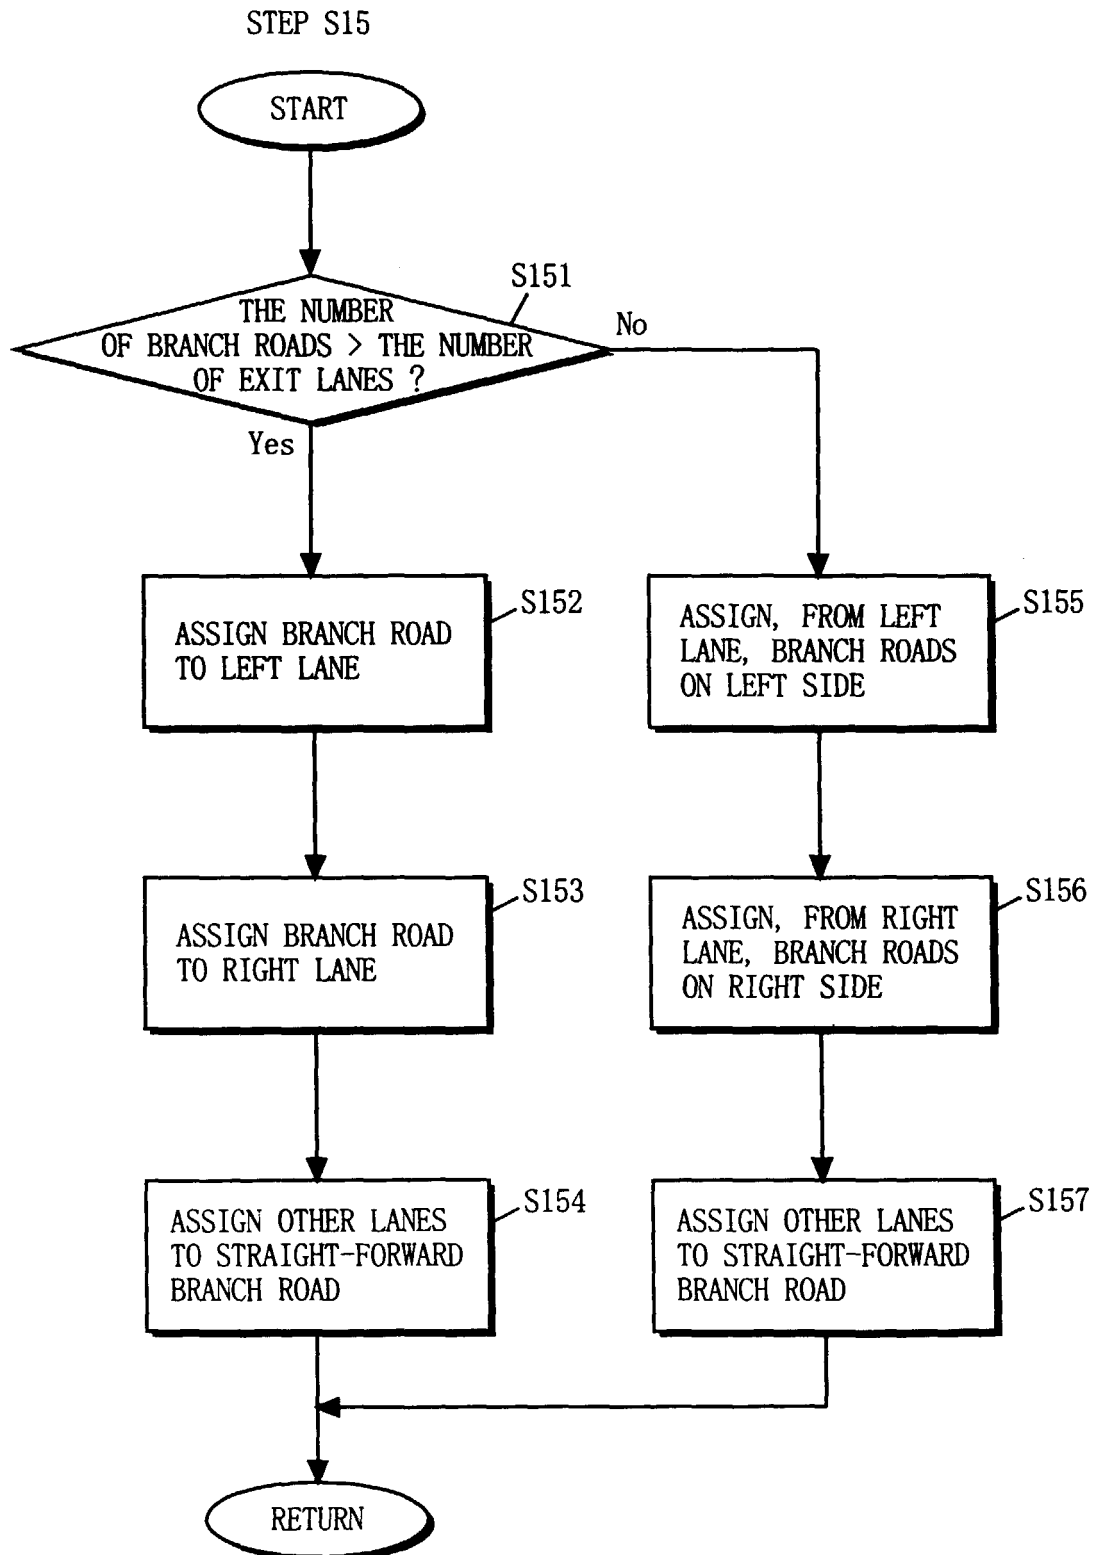 STEP S15
START
S151
THE NUMBER
OF BRANCH ROADS > THE NUMBER
OF EXIT LANES ?
No
Yes
S152
ASSIGN BRANCH ROAD
TO LEFT LANE
S155
ASSIGN, FROM LEFT
LANE, BRANCH ROADS
ON LEFT SIDE
S153
ASSIGN BRANCH ROAD
TO RIGHT LANE
S156
ASSIGN, FROM RIGHT
LANE, BRANCH ROADS
ON RIGHT SIDE
S154
ASSIGN OTHER LANES
TO STRAIGHT-FORWARD
BRANCH ROAD
S157
ASSIGN OTHER LANES
TO STRAIGHT-FORWARD
BRANCH ROAD
RETURN